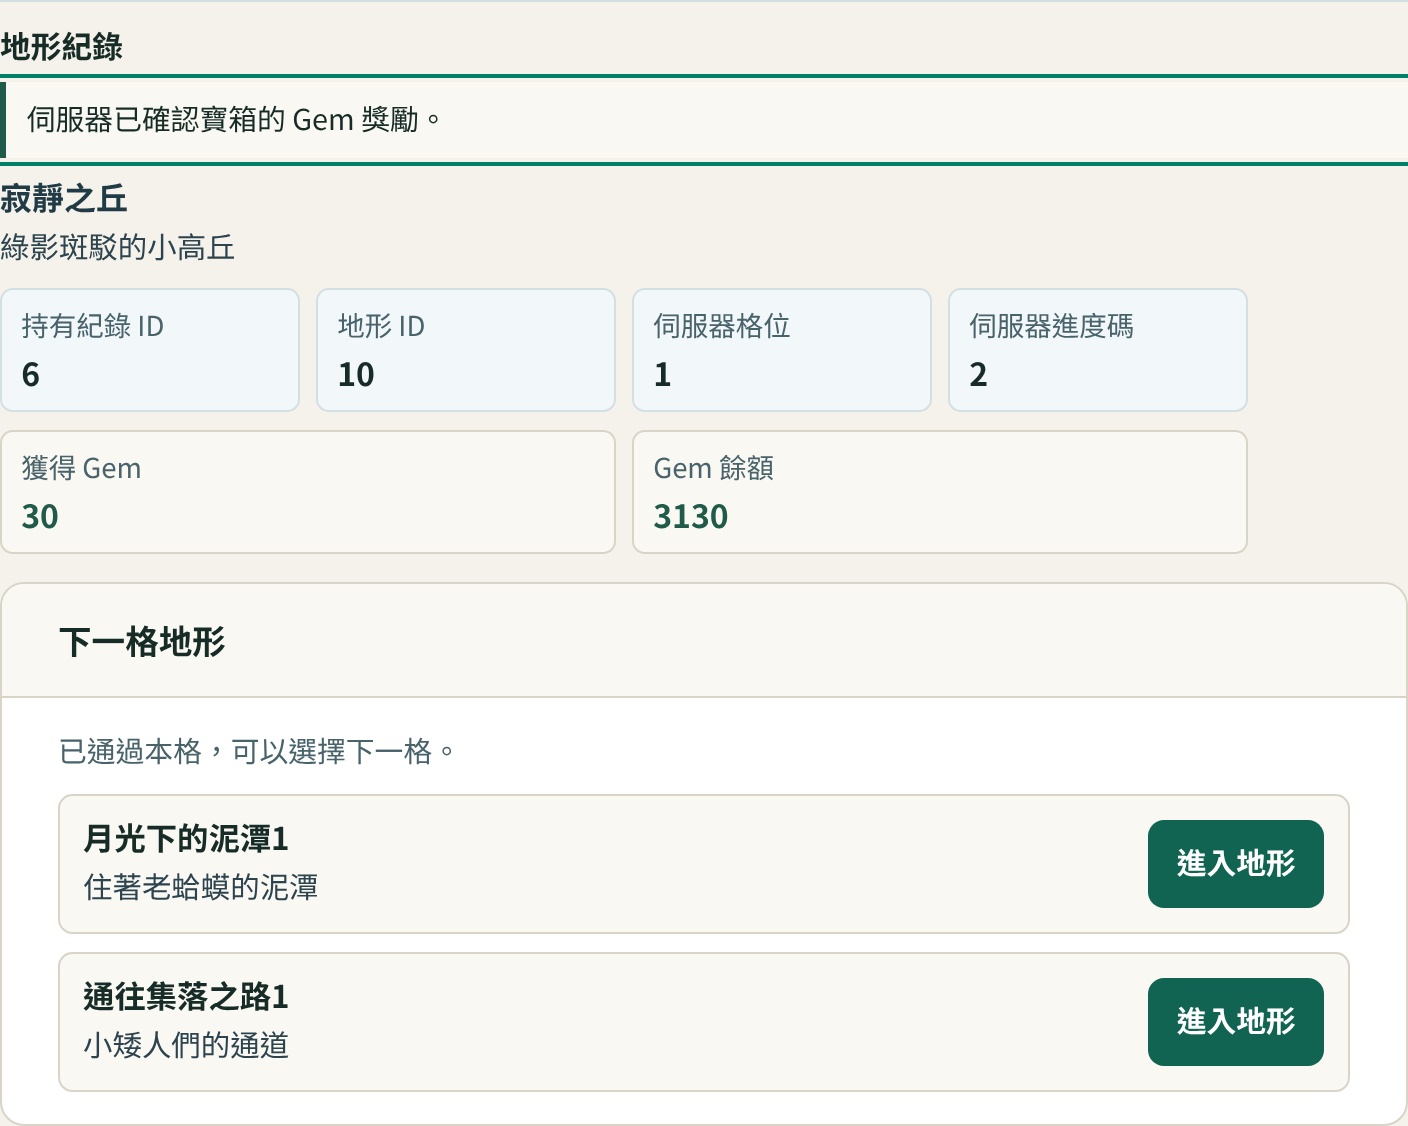 地形紀錄
伺服器已確認寶箱的 Gem 獎勵。
寂靜之丘
綠影斑駁的小高丘
持有紀錄 ID
6
地形 ID
10
伺服器格位
1
伺服器進度碼
2
獲得 Gem
30
Gem 餘額
3130
下一格地形
已通過本格，可以選擇下一格。
月光下的泥潭1
住著老蛤蟆的泥潭
進入地形
通往集落之路1
小矮人們的通道
進入地形